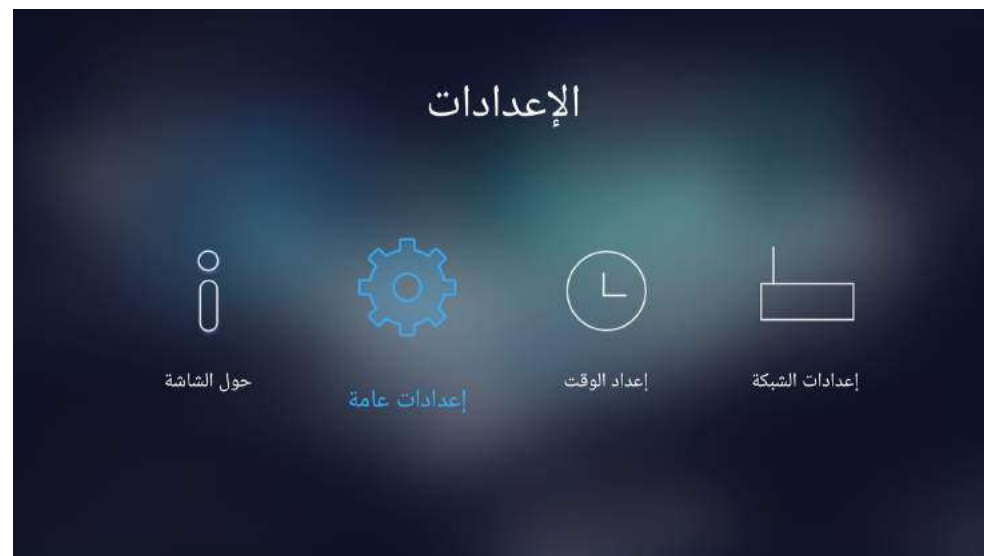 الإعدادات
إعدادات الشبكة
إعداد الوقت
إعدادات عامة
حول الشاشة